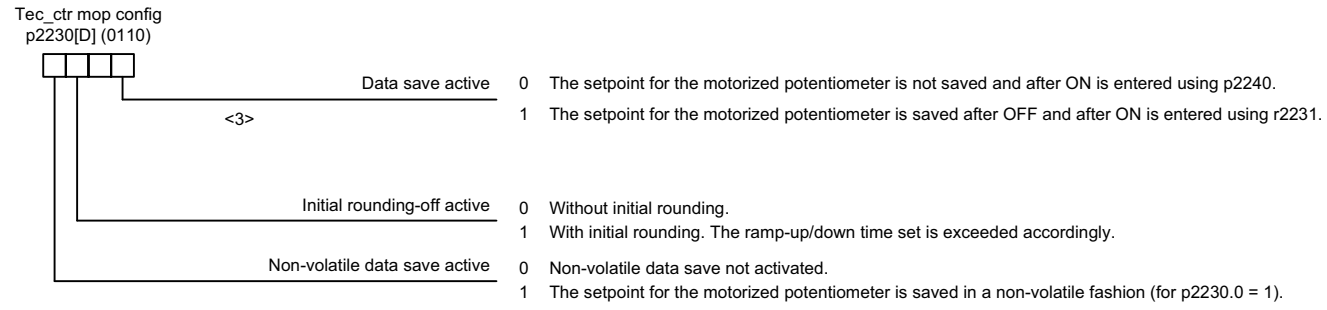 Tec_ctr mop config
p2230[D] (0110)
Data save active 0 The setpoint for the motorized potentiometer is not saved and after ON is entered using p2240.
<3> 1 The setpoint for the motorized potentiometer is saved after OFF and after ON is entered using r2231.
Initial rounding-off active 0 Without initial rounding.
1 With initial rounding. The ramp-up/down time set is exceeded accordingly.
Non-volatile data save active 0 Non-volatile data save not activated.
1 The setpoint for the motorized potentiometer is saved in a non-volatile fashion (for p2230.0 = 1).